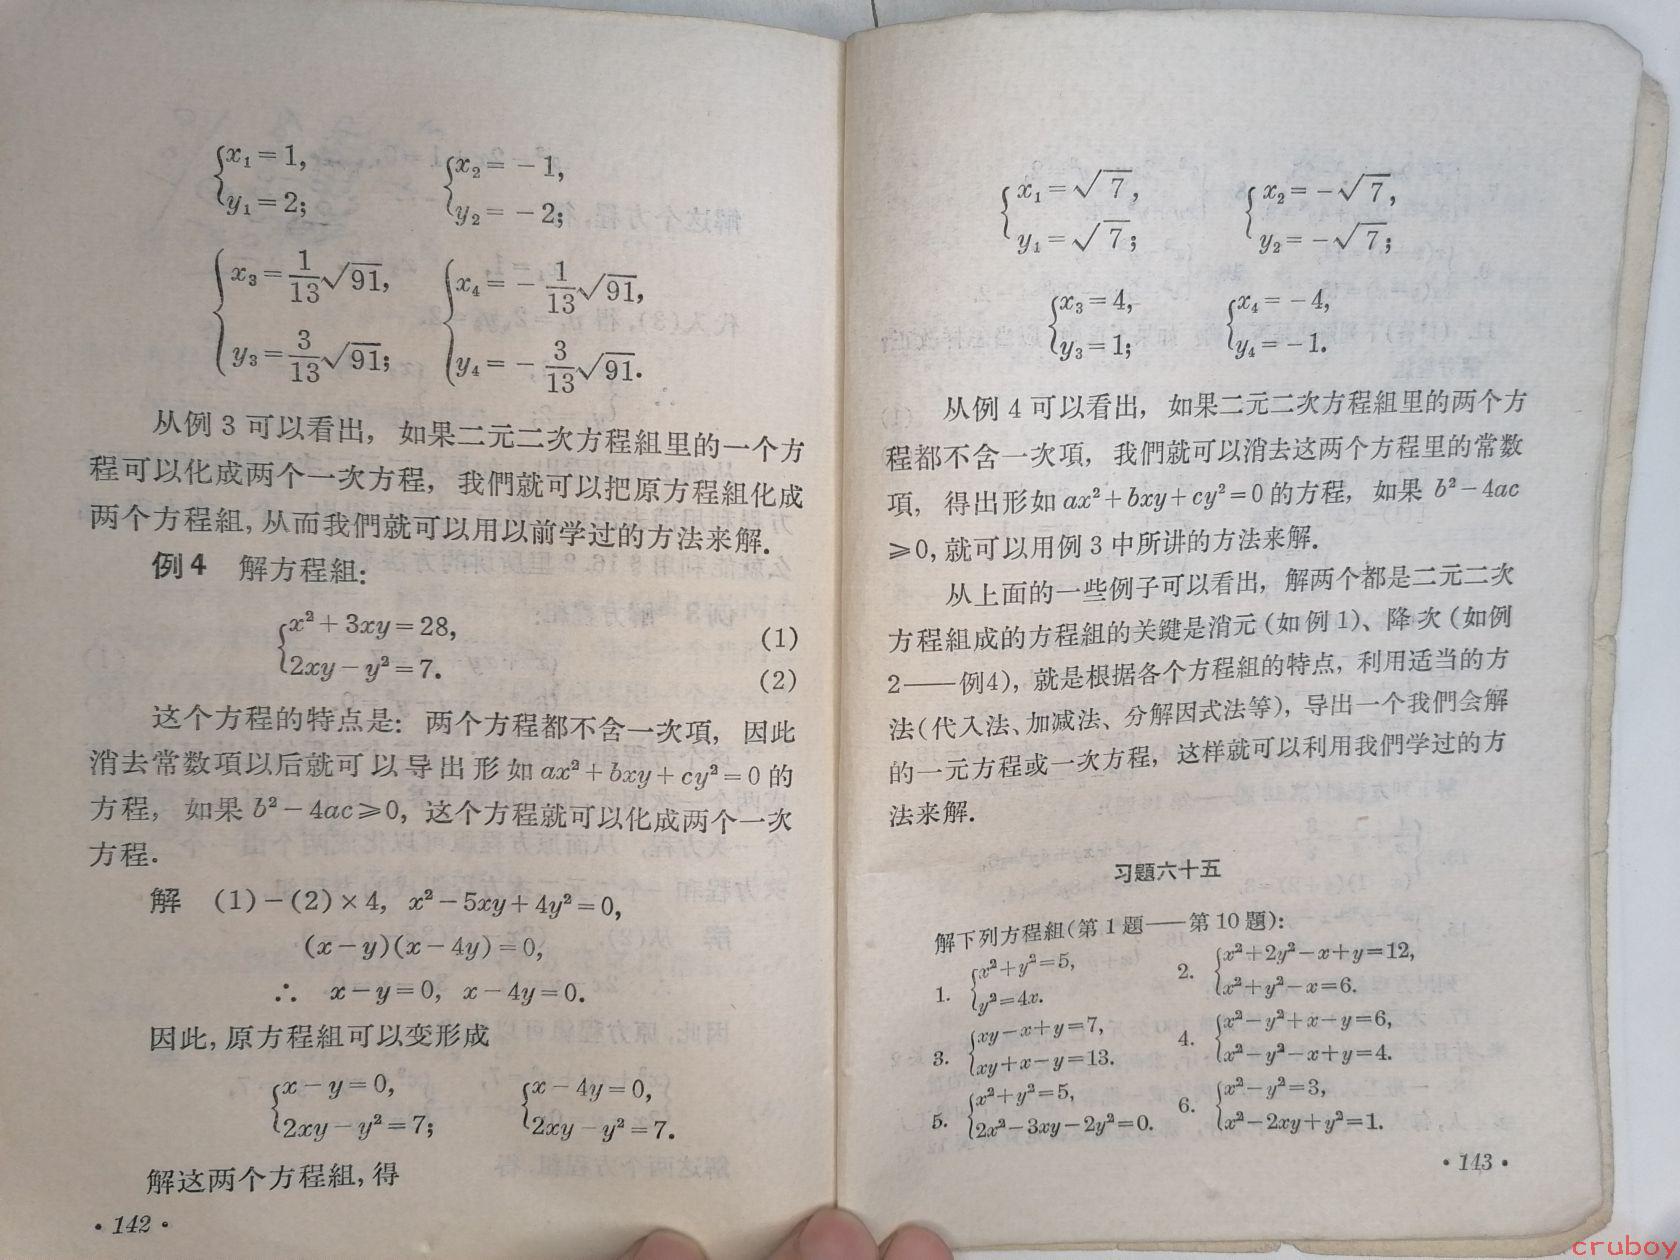 {x₁=1, {x₂=-1,
y₁=2; y₂=-2;
{x₃=1/13√91, {x₄=-1/13√91,
y₃=3/13√91; y₄=-3/13√91.
从例3可以看出，如果二元二次方程組里的一个方
程可以化成两个一次方程，我們就可以把原方程組化成
两个方程組，从而我們就可以用以前学过的方法来解．
例4 解方程組：
{x²+3xy=28, (1)
2xy-y²=7. (2)
这个方程的特点是：两个方程都不含一次項，因此
消去常数項以后就可以导出形如ax²+bxy+cy²=0的
方程，如果b²-4ac≥0，这个方程就可以化成两个一次
方程．
解 (1)-(2)×4, x²-5xy+4y²=0,
(x-y)(x-4y)=0,
∴ x-y=0, x-4y=0.
因此，原方程組可以变形成
{x-y=0, {x-4y=0,
2xy-y²=7; 2xy-y²=7.
解这两个方程組，得
·142·
{x₁=√7, {x₂=-√7,
y₁=√7; y₂=-√7;
{x₃=4, {x₄=-4,
y₃=1; y₄=-1.
从例4可以看出，如果二元二次方程組里的两个方
程都不含一次項，我們就可以消去这两个方程里的常数
項，得出形如ax²+bxy+cy²=0的方程，如果b²-4ac
≥0，就可以用例3中所讲的方法来解．
从上面的一些例子可以看出，解两个都是二元二次
方程組成的方程組的关鍵是消元(如例1)、降次(如例
2——例4)，就是根据各个方程組的特点，利用适当的方
法(代入法、加减法、分解因式法等)，导出一个我們会解
的一元方程或一次方程，这样就可以利用我們学过的方
法来解．
习題六十五
解下列方程組(第1題——第10題)：
1. {x²+y²=5, 2. {x²+2y²-x+y=12,
y²=4x. x²+y²-x=6.
3. {xy-x+y=7, 4. {x²-y²+x-y=6,
xy+x-y=13. x²-y²-x+y=4.
5. {x²+y²=5, 6. {x²-y²=3,
2x²-3xy-2y²=0. x²-2xy+y²=1.
·143·
cruboy